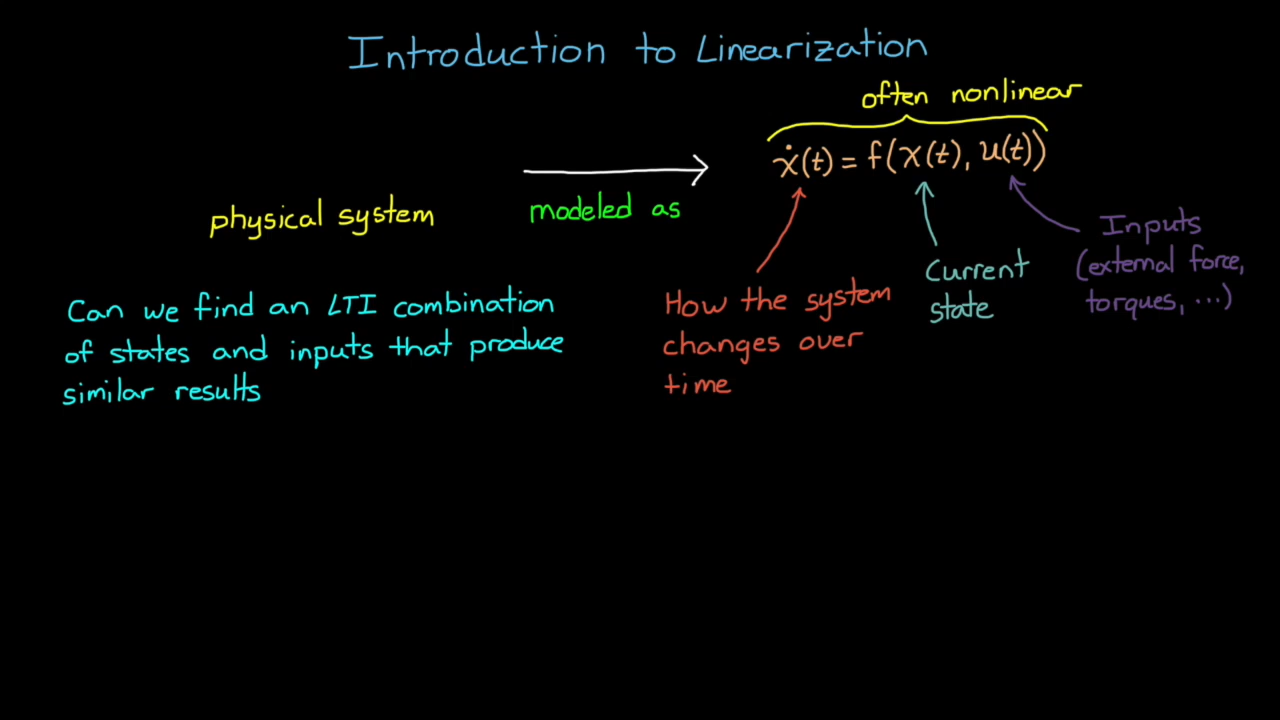 Introduction to Linearization
often nonlinear
ẋ(t) = f(x(t), u(t))
physical system
modeled as
Can we find an LTI combination
of states and inputs that produce
similar results
How the system
changes over
time
Current
state
Inputs
(external force,
torques, ...)